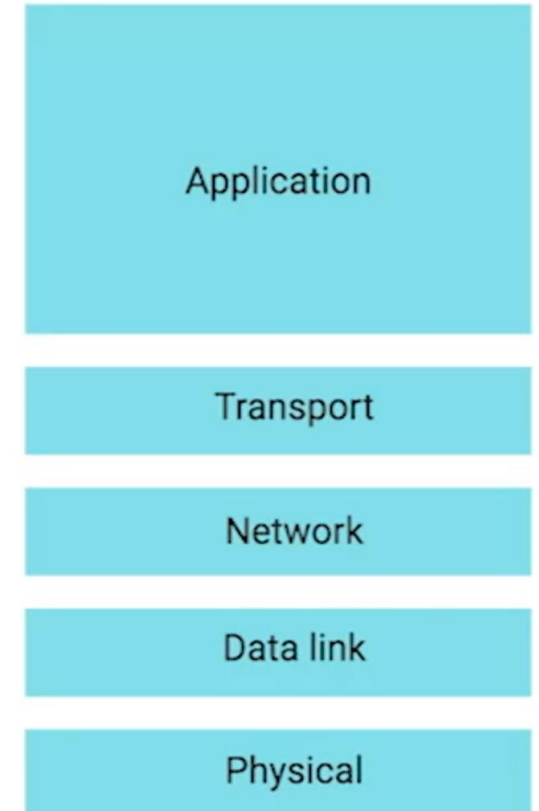 Application
Transport
Network
Data link
Physical